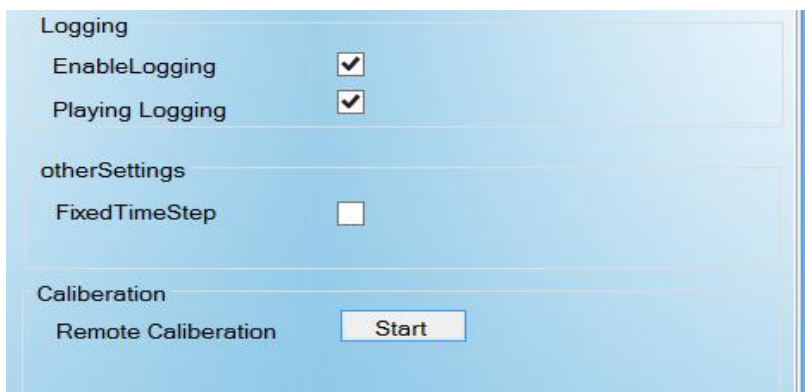 Logging
EnableLogging
Playing Logging
otherSettings
FixedTimeStep
Caliberation
Remote Caliberation Start